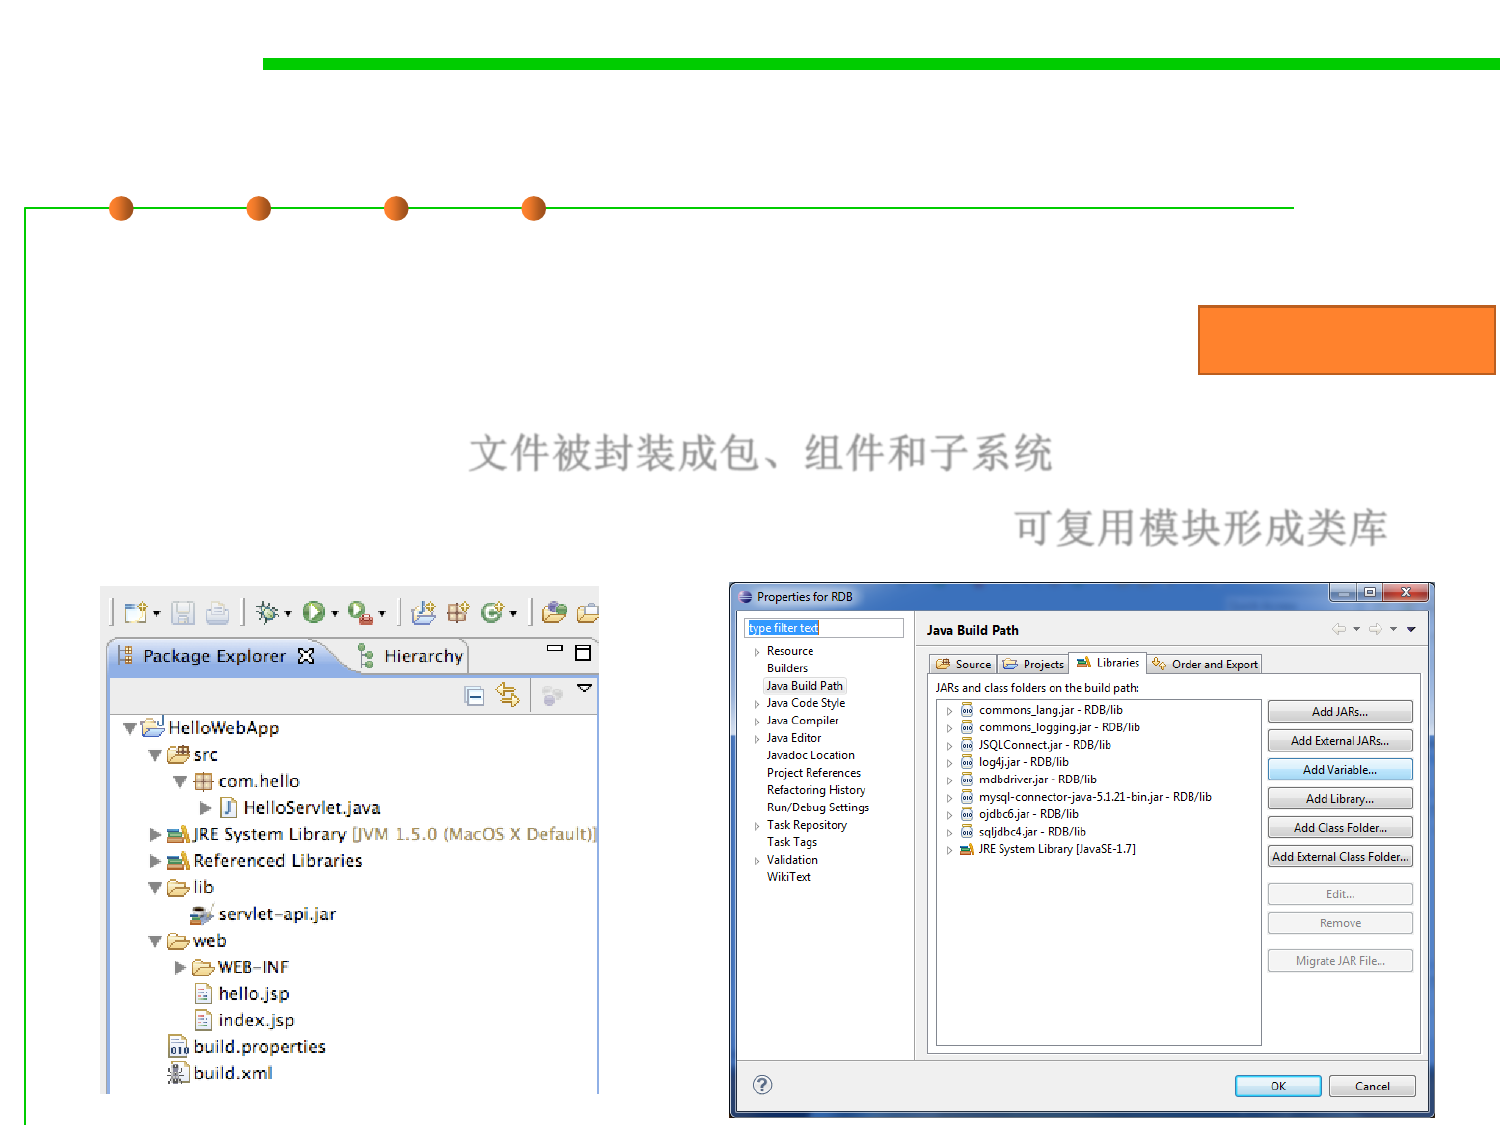 文件被封装成包、组件和子系统
可复用模块形成类库
Package Explorer
Hierarchy
HelloWebApp
src
com.hello
HelloServlet.java
JRE System Library [JVM 1.5.0 (MacOS X Default)]
Referenced Libraries
lib
servlet-api.jar
web
WEB-INF
hello.jsp
index.jsp
build.properties
build.xml
Properties for RDB
type filter text
Resource
Builders
Java Build Path
Java Code Style
Java Compiler
Java Editor
Javadoc Location
Project References
Refactoring History
Run/Debug Settings
Task Repository
Task Tags
Validation
WikiText
Java Build Path
Source Projects Libraries Order and Export
JARs and class folders on the build path:
commons_lang.jar - RDB/lib
commons_logging.jar - RDB/lib
JSQLConnect.jar - RDB/lib
log4j.jar - RDB/lib
mdbdriver.jar - RDB/lib
mysql-connector-java-5.1.21-bin.jar - RDB/lib
ojdbc6.jar - RDB/lib
sqljdbc4.jar - RDB/lib
JRE System Library [JavaSE-1.7]
Add JARs...
Add External JARs...
Add Variable...
Add Library...
Add Class Folder...
Add External Class Folder...
Edit...
Remove
Migrate JAR File...
OK
Cancel